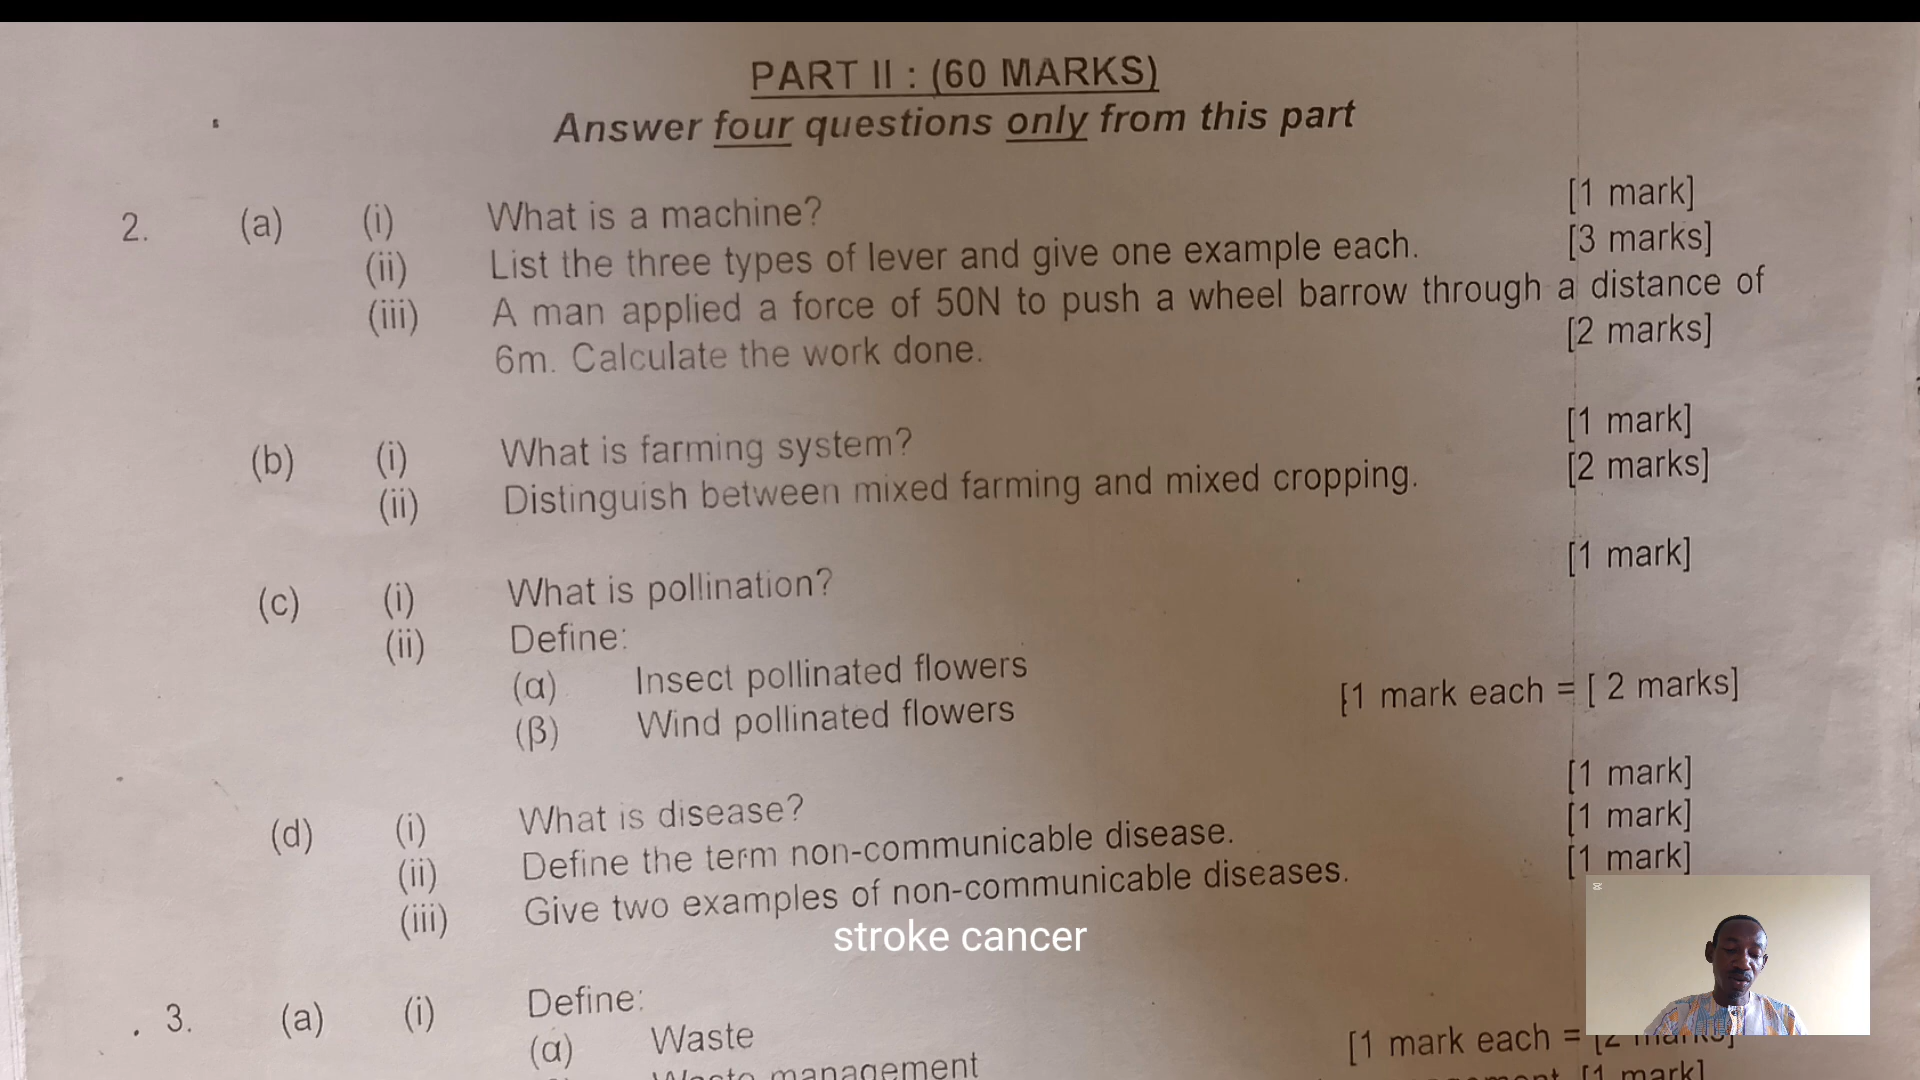 PART II : (60 MARKS)
Answer four questions only from this part
2. (a) (i) What is a machine? [1 mark]
(ii) List the three types of lever and give one example each. [3 marks]
(iii) A man applied a force of 50N to push a wheel barrow through a distance of
6m. Calculate the work done. [2 marks]
(b) (i) What is farming system? [1 mark]
(ii) Distinguish between mixed farming and mixed cropping. [2 marks]
(c) (i) What is pollination? [1 mark]
(ii) Define:
(α) Insect pollinated flowers
(β) Wind pollinated flowers [1 mark each = [ 2 marks]
(d) (i) What is disease? [1 mark]
(ii) Define the term non-communicable disease. [1 mark]
(iii) Give two examples of non-communicable diseases. [1 mark]
stroke cancer
3. (a) (i) Define:
(α) Waste [1 mark each = [2 marks]
Waste management [1 mark]